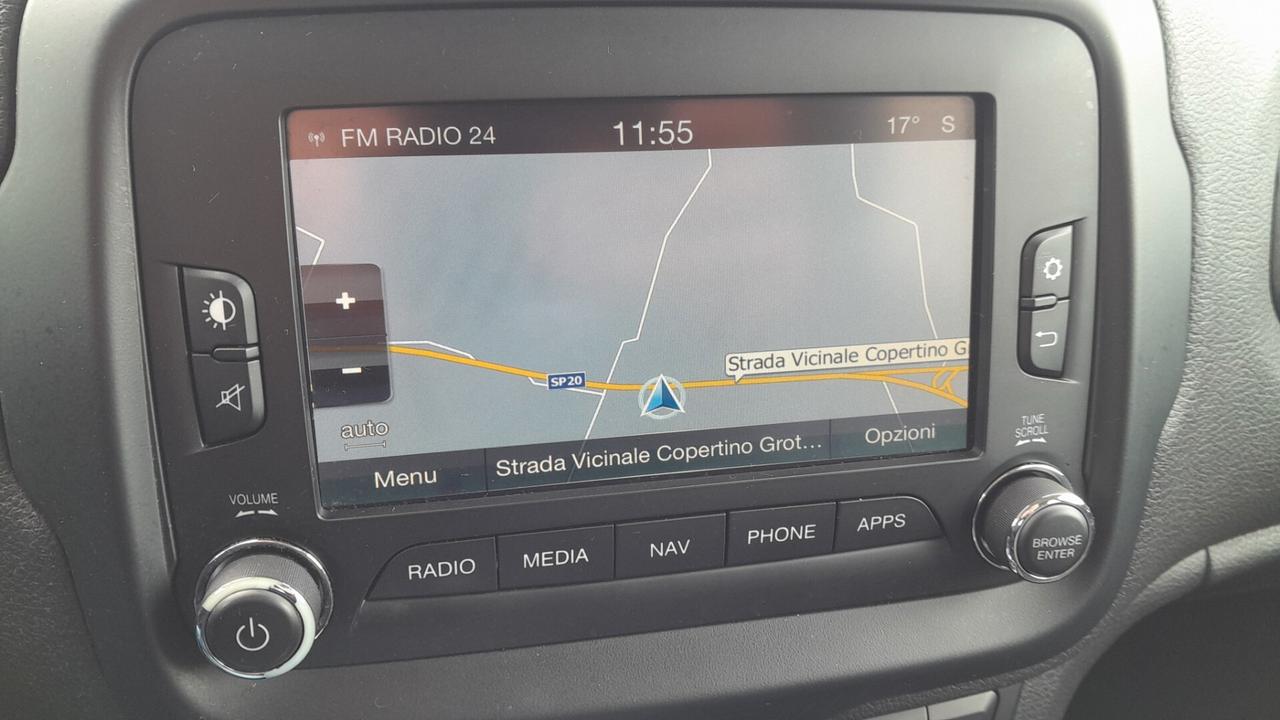 FM RADIO 24
11:55
17° S
+
-
SP20
Strada Vicinale Copertino G
auto
Menu
Strada Vicinale Copertino Grot...
Opzioni
VOLUME
TUNE
SCROLL
RADIO
MEDIA
NAV
PHONE
APPS
BROWSE
ENTER